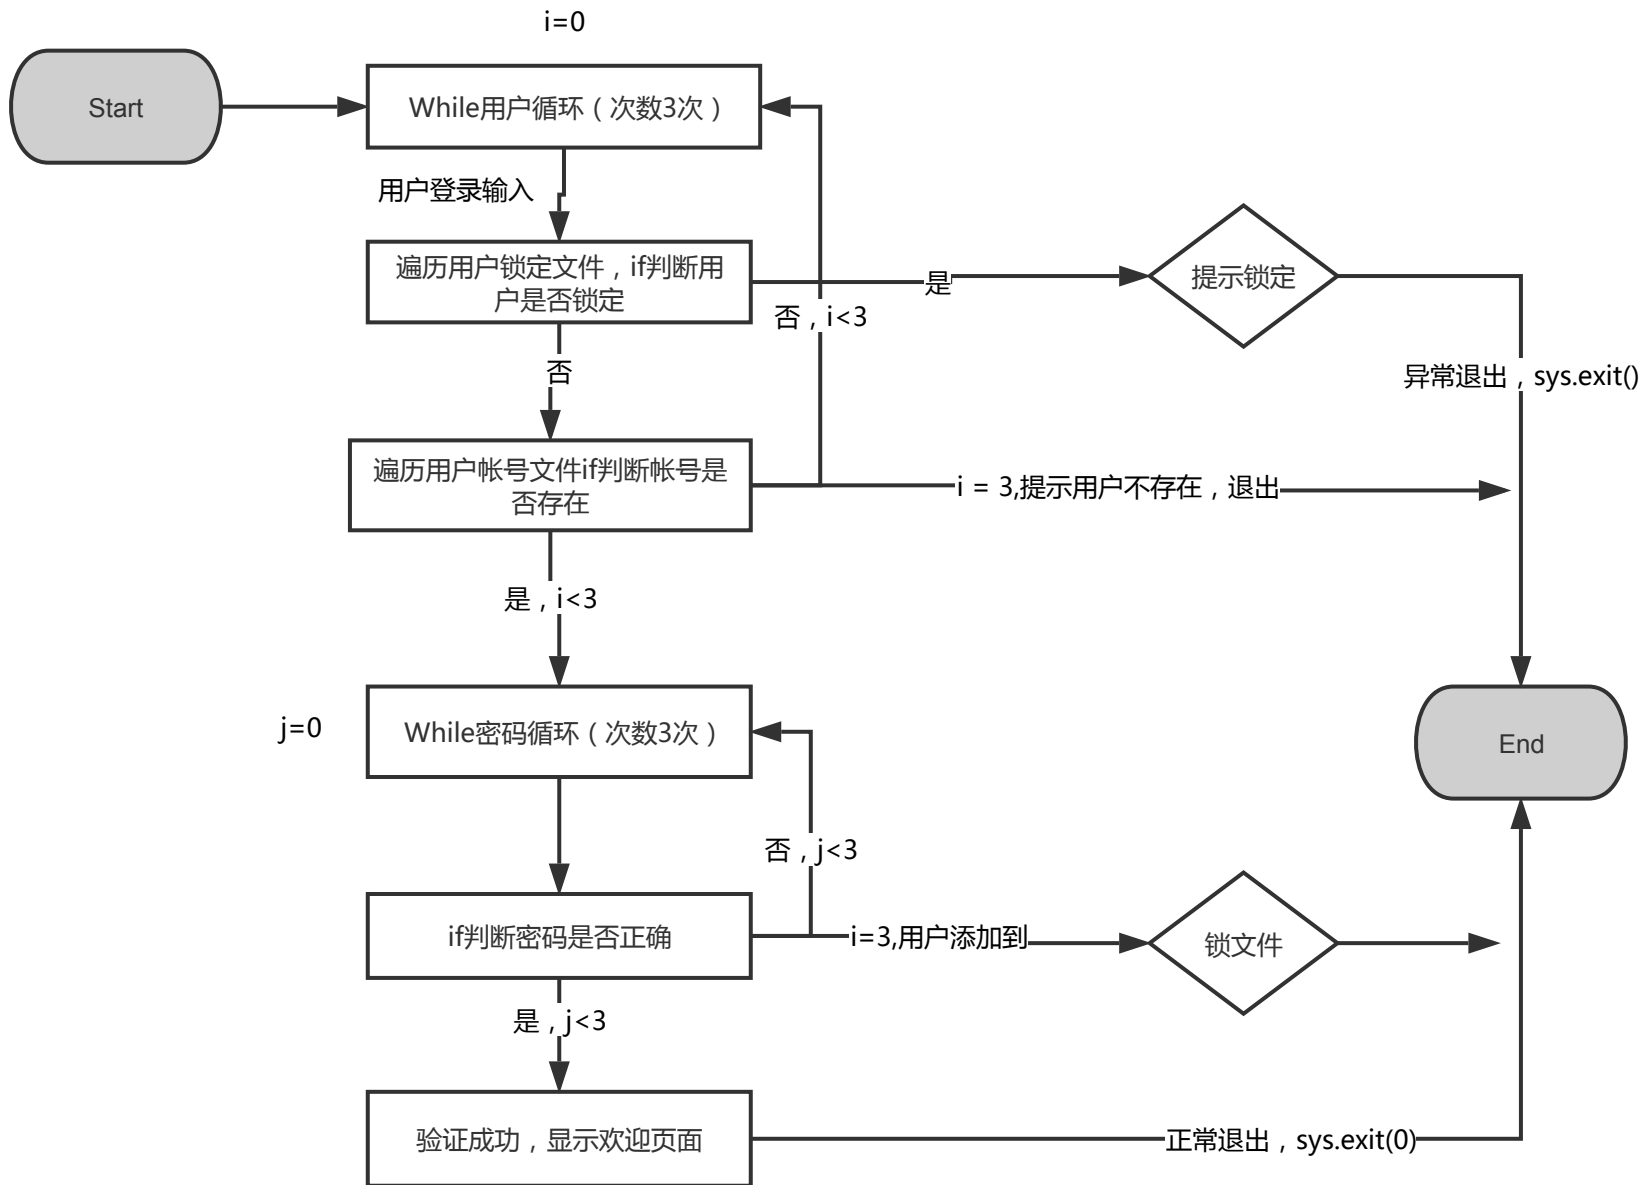 i=0
Start
While用户循环（次数3次）
用户登录输入
遍历用户锁定文件，if判断用
户是否锁定
是
提示锁定
否，i<3
否
异常退出，sys.exit()
遍历用户帐号文件if判断帐号是
否存在
i = 3,提示用户不存在，退出
是，i<3
j=0
While密码循环（次数3次）
End
否，j<3
if判断密码是否正确
i=3,用户添加到
锁文件
是，j<3
验证成功，显示欢迎页面
正常退出，sys.exit(0)